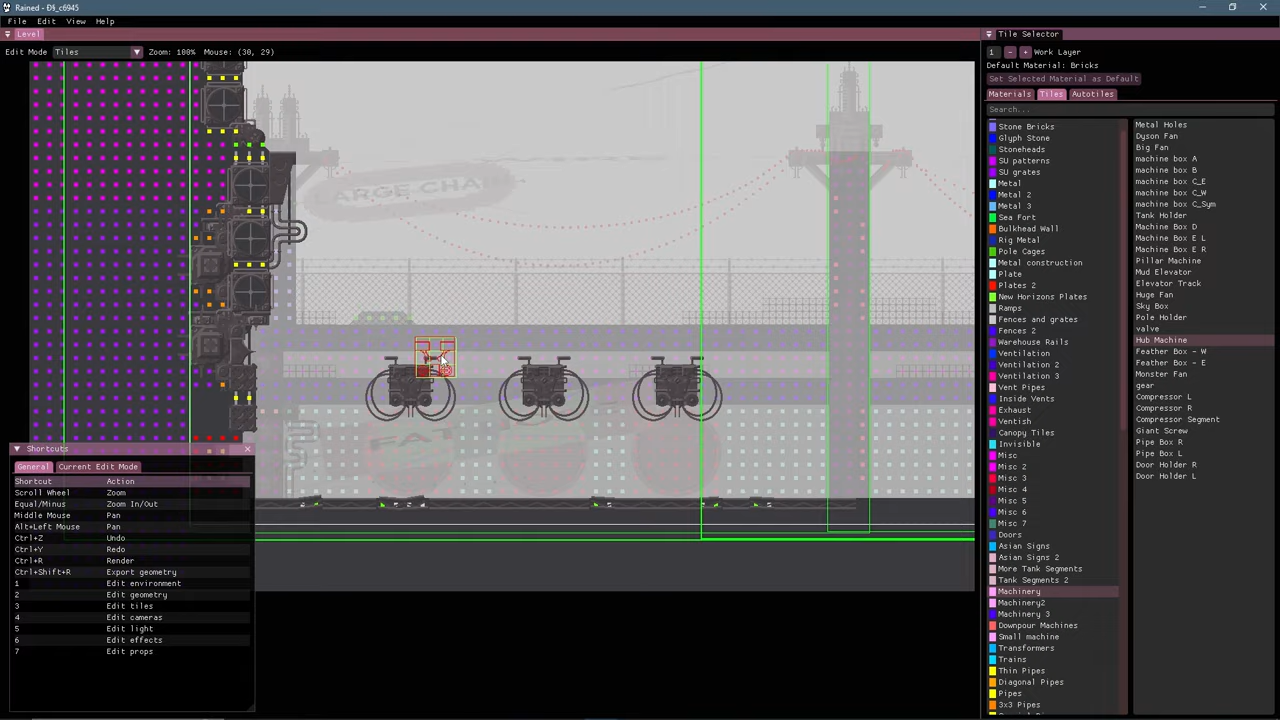 Rained - Ðğ_c6945
File Edit View Help
Level
Edit Mode Tiles Zoom: 100% Mouse: (30, 29)
ARGE CHA
FAT
Shortcuts
General Current Edit Mode
Shortcut Action
Scroll Wheel Zoom
Equal/Minus Zoom In/Out
Middle Mouse Pan
Alt+Left Mouse Pan
Ctrl+Z Undo
Ctrl+Y Redo
Ctrl+R Render
Ctrl+Shift+R Export geometry
1 Edit environment
2 Edit geometry
3 Edit tiles
4 Edit cameras
5 Edit light
6 Edit effects
7 Edit props
Tile Selector
1 - + Work Layer
Default Material: Bricks
Set Selected Material as Default
Materials Tiles Autotiles
Search...
Stone Bricks
Glyph Stone
Stoneheads
SU patterns
SU grates
Metal
Metal 2
Metal 3
Sea Fort
Bulkhead Wall
Rig Metal
Pole Cages
Metal construction
Plate
Plates 2
New Horizons Plates
Ramps
Fences and grates
Fences 2
Warehouse Rails
Ventilation
Ventilation 2
Ventilation 3
Vent Pipes
Inside Vents
Exhaust
Ventish
Canopy Tiles
Invisible
Misc
Misc 2
Misc 3
Misc 4
Misc 5
Misc 6
Misc 7
Doors
Asian Signs
Asian Signs 2
More Tank Segments
Tank Segments 2
Machinery
Machinery2
Machinery 3
Downpour Machines
Small machine
Transformers
Trains
Thin Pipes
Diagonal Pipes
Pipes
3x3 Pipes
Metal Holes
Dyson Fan
Big Fan
machine box A
machine box B
machine box C_E
machine box C_W
machine box C_Sym
Tank Holder
Machine Box D
Machine Box E L
Machine Box E R
Pillar Machine
Mud Elevator
Elevator Track
Huge Fan
Sky Box
Pole Holder
valve
Hub Machine
Feather Box - W
Feather Box - E
Monster Fan
gear
Compressor L
Compressor R
Compressor Segment
Giant Screw
Pipe Box R
Pipe Box L
Door Holder R
Door Holder L